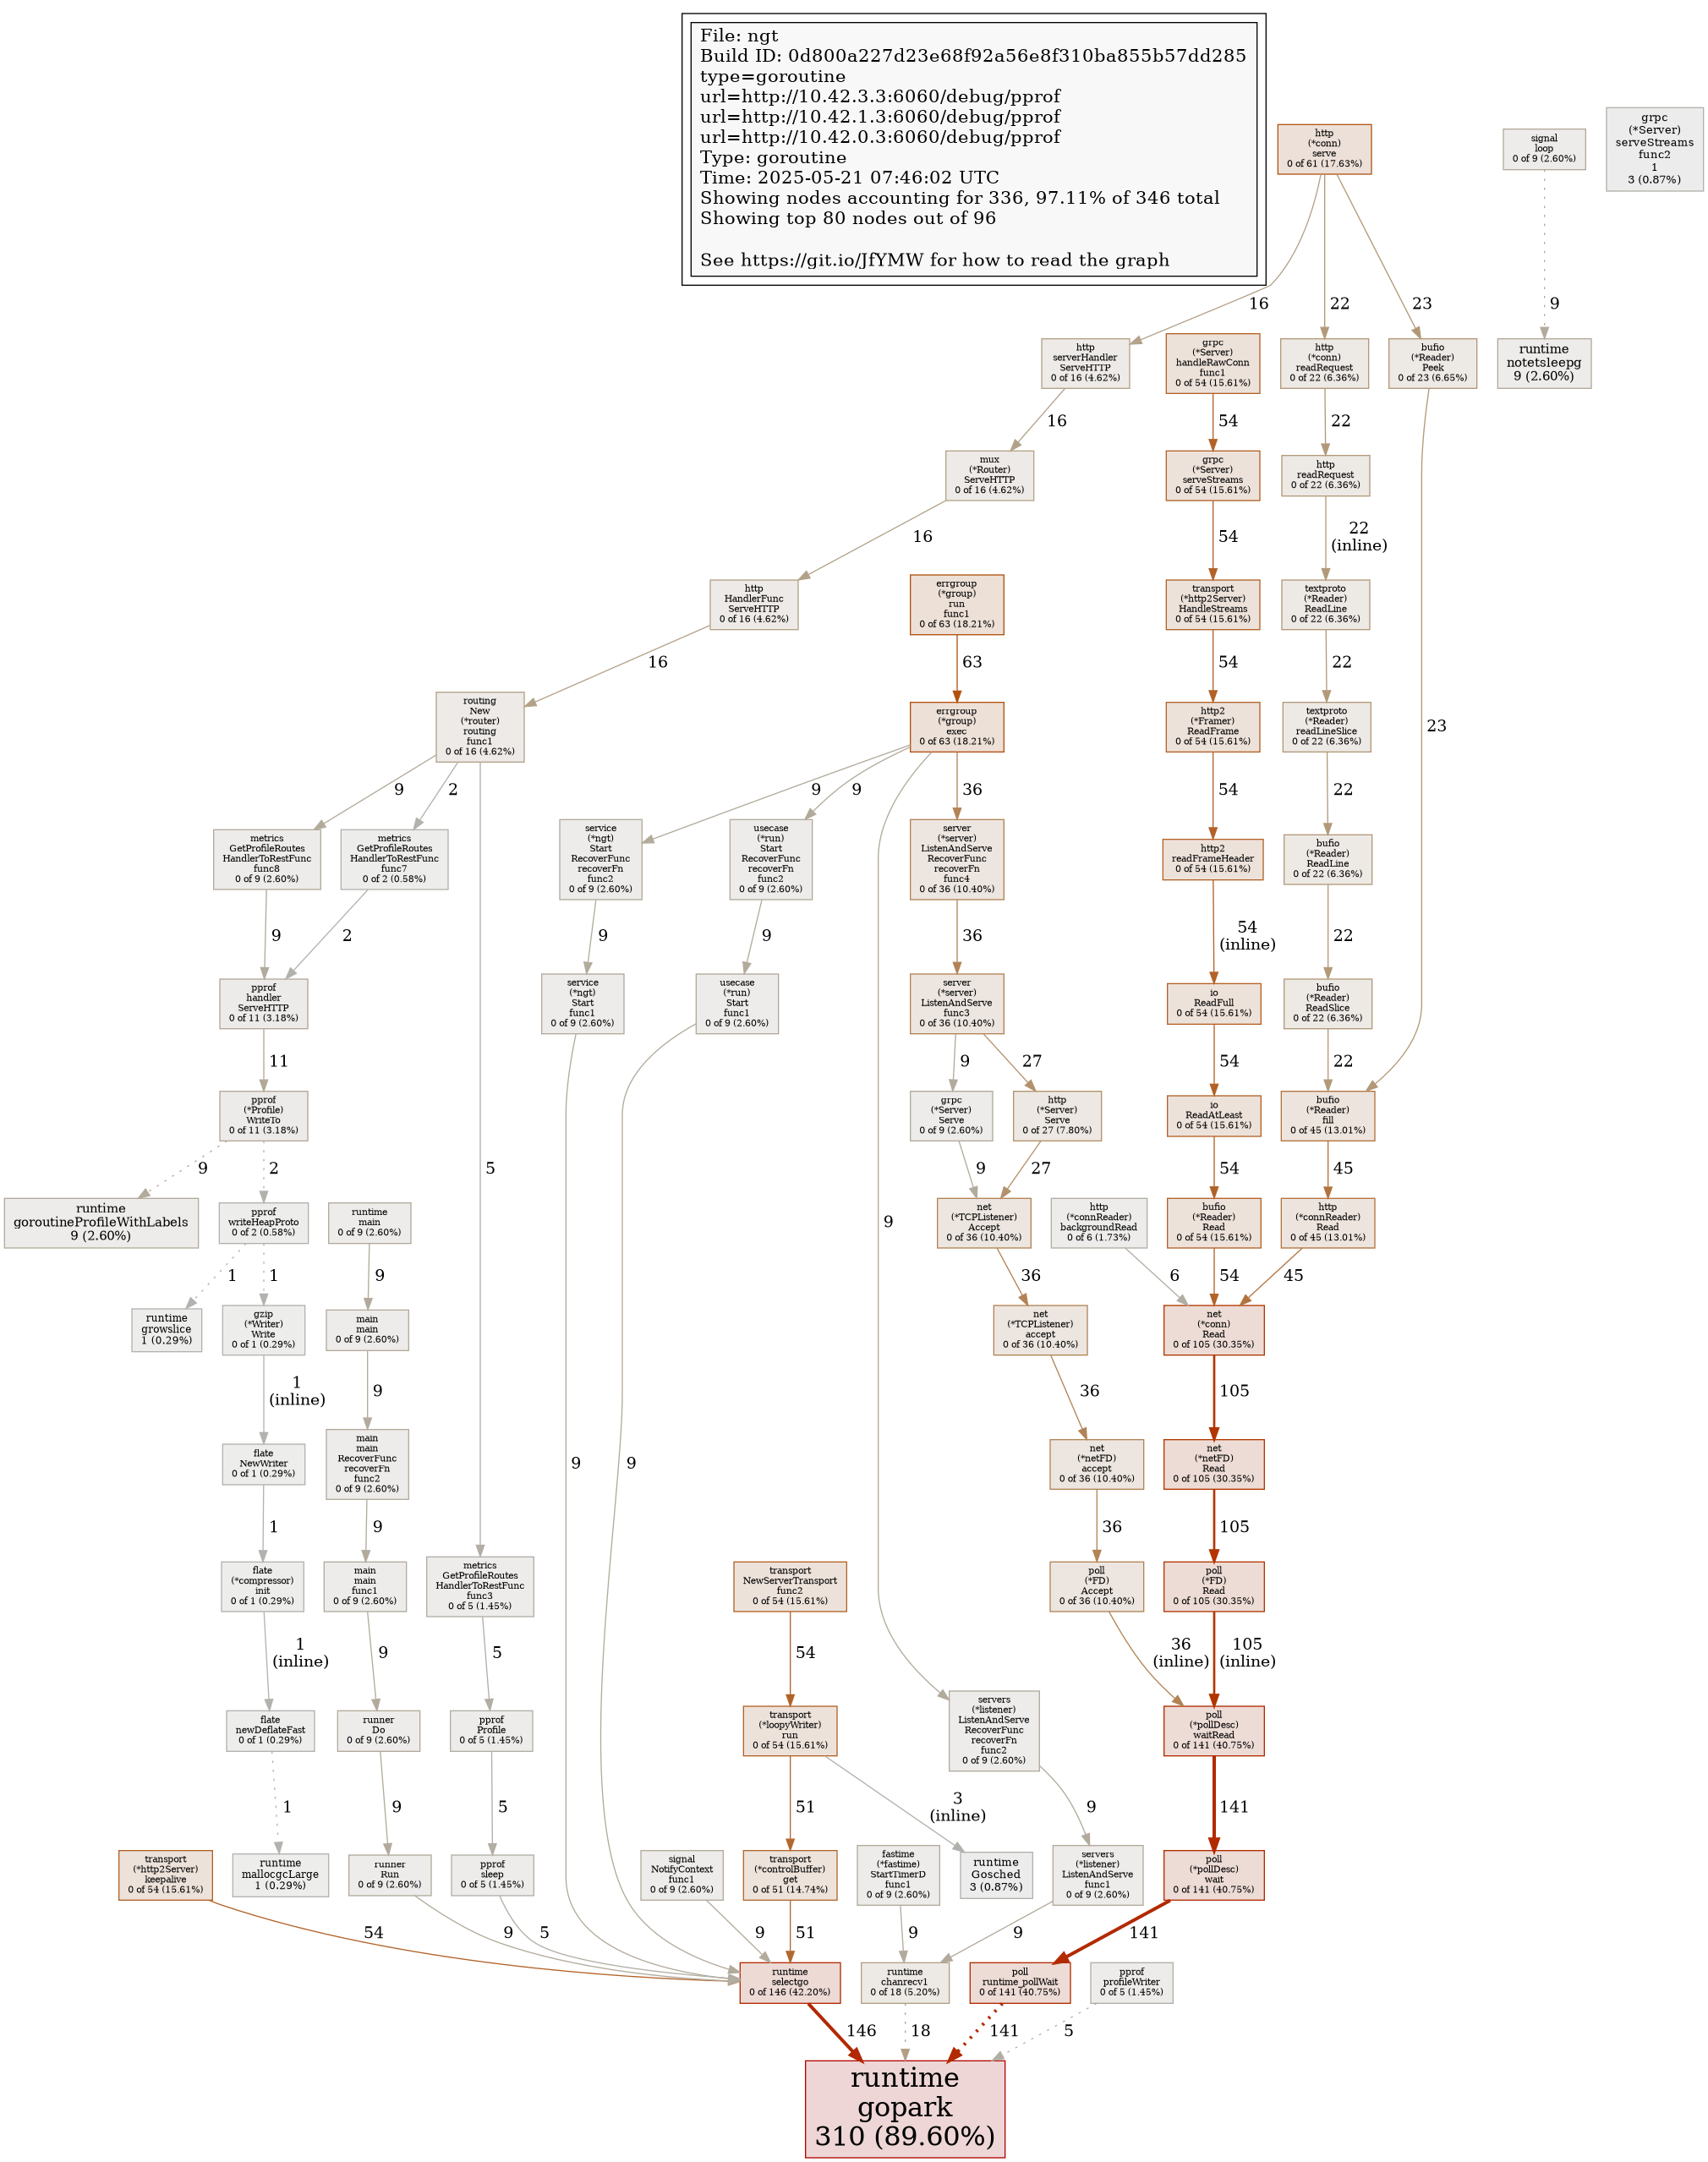 File: ngt
Build ID: 0d800a227d23e68f92a56e8f310ba855b57dd285
type=goroutine
url=http://10.42.3.3:6060/debug/pprof
url=http://10.42.1.3:6060/debug/pprof
url=http://10.42.0.3:6060/debug/pprof
Type: goroutine
Time: 2025-05-21 07:46:02 UTC
Showing nodes accounting for 336, 97.11% of 346 total
Showing top 80 nodes out of 96
See https://git.io/JfYMW for how to read the graph
http
(*conn)
serve
0 of 61 (17.63%)
signal
loop
0 of 9 (2.60%)
grpc
(*Server)
serveStreams
func2
1
3 (0.87%)
16
22
23
9
http
serverHandler
ServeHTTP
0 of 16 (4.62%)
grpc
(*Server)
handleRawConn
func1
0 of 54 (15.61%)
http
(*conn)
readRequest
0 of 22 (6.36%)
bufio
(*Reader)
Peek
0 of 23 (6.65%)
runtime
notetsleepg
9 (2.60%)
16
54
22
mux
(*Router)
ServeHTTP
0 of 16 (4.62%)
grpc
(*Server)
serveStreams
0 of 54 (15.61%)
http
readRequest
0 of 22 (6.36%)
16
54
22
(inline)
http
HandlerFunc
ServeHTTP
0 of 16 (4.62%)
errgroup
(*group)
run
func1
0 of 63 (18.21%)
transport
(*http2Server)
HandleStreams
0 of 54 (15.61%)
textproto
(*Reader)
ReadLine
0 of 22 (6.36%)
16
63
54
22
routing
New
(*router)
routing
func1
0 of 16 (4.62%)
errgroup
(*group)
exec
0 of 63 (18.21%)
http2
(*Framer)
ReadFrame
0 of 54 (15.61%)
textproto
(*Reader)
readLineSlice
0 of 22 (6.36%)
23
9
2
9
9
36
54
22
metrics
GetProfileRoutes
HandlerToRestFunc
func8
0 of 9 (2.60%)
metrics
GetProfileRoutes
HandlerToRestFunc
func7
0 of 2 (0.58%)
service
(*ngt)
Start
RecoverFunc
recoverFn
func2
0 of 9 (2.60%)
usecase
(*run)
Start
RecoverFunc
recoverFn
func2
0 of 9 (2.60%)
server
(*server)
ListenAndServe
RecoverFunc
recoverFn
func4
0 of 36 (10.40%)
http2
readFrameHeader
0 of 54 (15.61%)
bufio
(*Reader)
ReadLine
0 of 22 (6.36%)
9
2
9
9
36
54
(inline)
22
pprof
handler
ServeHTTP
0 of 11 (3.18%)
service
(*ngt)
Start
func1
0 of 9 (2.60%)
usecase
(*run)
Start
func1
0 of 9 (2.60%)
server
(*server)
ListenAndServe
func3
0 of 36 (10.40%)
io
ReadFull
0 of 54 (15.61%)
bufio
(*Reader)
ReadSlice
0 of 22 (6.36%)
11
9
27
54
22
pprof
(*Profile)
WriteTo
0 of 11 (3.18%)
grpc
(*Server)
Serve
0 of 9 (2.60%)
http
(*Server)
Serve
0 of 27 (7.80%)
io
ReadAtLeast
0 of 54 (15.61%)
bufio
(*Reader)
fill
0 of 45 (13.01%)
9
2
5
9
27
54
45
runtime
goroutineProfileWithLabels
9 (2.60%)
pprof
writeHeapProto
0 of 2 (0.58%)
runtime
main
0 of 9 (2.60%)
9
net
(*TCPListener)
Accept
0 of 36 (10.40%)
http
(*connReader)
backgroundRead
0 of 6 (1.73%)
bufio
(*Reader)
Read
0 of 54 (15.61%)
http
(*connReader)
Read
0 of 45 (13.01%)
1
1
9
36
6
54
45
runtime
growslice
1 (0.29%)
gzip
(*Writer)
Write
0 of 1 (0.29%)
main
main
0 of 9 (2.60%)
net
(*TCPListener)
accept
0 of 36 (10.40%)
net
(*conn)
Read
0 of 105 (30.35%)
1
(inline)
9
36
105
flate
NewWriter
0 of 1 (0.29%)
main
main
RecoverFunc
recoverFn
func2
0 of 9 (2.60%)
9
9
net
(*netFD)
accept
0 of 36 (10.40%)
net
(*netFD)
Read
0 of 105 (30.35%)
1
9
36
105
flate
(*compressor)
init
0 of 1 (0.29%)
main
main
func1
0 of 9 (2.60%)
metrics
GetProfileRoutes
HandlerToRestFunc
func3
0 of 5 (1.45%)
transport
NewServerTransport
func2
0 of 54 (15.61%)
poll
(*FD)
Accept
0 of 36 (10.40%)
poll
(*FD)
Read
0 of 105 (30.35%)
1
(inline)
9
5
54
36
(inline)
105
(inline)
flate
newDeflateFast
0 of 1 (0.29%)
runner
Do
0 of 9 (2.60%)
pprof
Profile
0 of 5 (1.45%)
transport
(*loopyWriter)
run
0 of 54 (15.61%)
servers
(*listener)
ListenAndServe
RecoverFunc
recoverFn
func2
0 of 9 (2.60%)
poll
(*pollDesc)
waitRead
0 of 141 (40.75%)
1
9
5
51
3
(inline)
9
141
transport
(*http2Server)
keepalive
0 of 54 (15.61%)
runtime
mallocgcLarge
1 (0.29%)
runner
Run
0 of 9 (2.60%)
pprof
sleep
0 of 5 (1.45%)
signal
NotifyContext
func1
0 of 9 (2.60%)
transport
(*controlBuffer)
get
0 of 51 (14.74%)
fastime
(*fastime)
StartTimerD
func1
0 of 9 (2.60%)
runtime
Gosched
3 (0.87%)
servers
(*listener)
ListenAndServe
func1
0 of 9 (2.60%)
poll
(*pollDesc)
wait
0 of 141 (40.75%)
54
9
5
9
51
9
9
141
runtime
selectgo
0 of 146 (42.20%)
runtime
chanrecv1
0 of 18 (5.20%)
poll
runtime_pollWait
0 of 141 (40.75%)
pprof
profileWriter
0 of 5 (1.45%)
146
18
141
5
runtime
gopark
310 (89.60%)